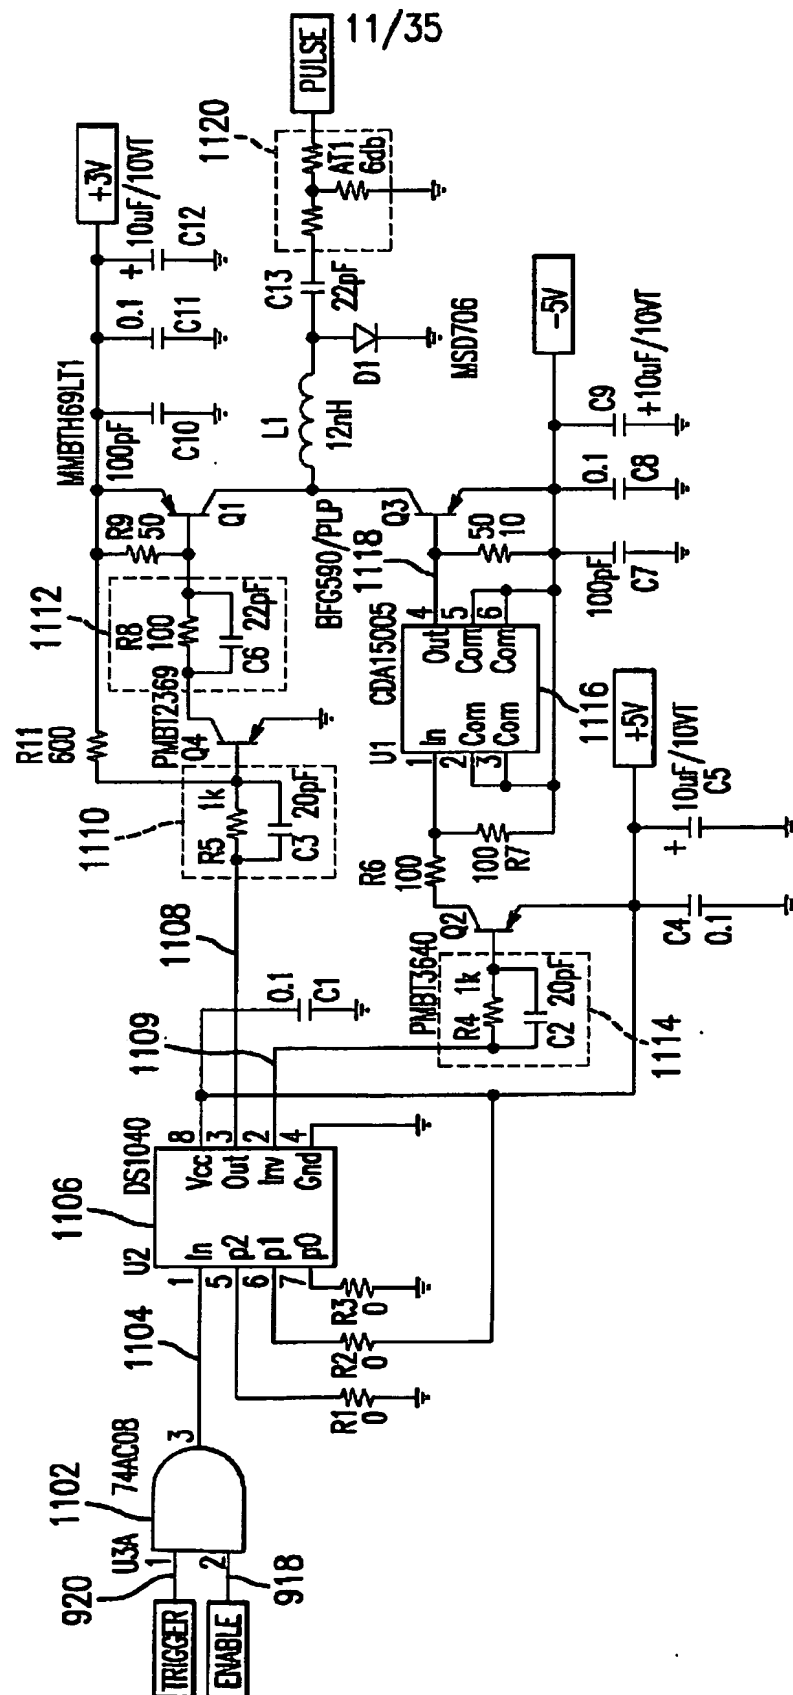 11/35
TRIGGER
ENABLE
920
918
1
2
U3A
74AC08
1102
3
1104
1106
U2
DS1040
1
5
6
7
In
p2
p1
p0
Vcc
Out
Inv
Gnd
8
3
2
4
R1
0
R2
0
R3
0
1109
1108
0.1
C1
1110
R5
1k
C3
20pF
R11
600
PMBT2369
Q4
1112
R8
100
C6
22pF
R9
50
MMBTH69LT1
Q1
100pF
C10
0.1
C11
+
10uF/10VT
C12
+3V
L1
12nH
D1
MSD706
C13
22pF
1120
AT1
6db
PULSE
PMBT3640
Q2
R4
1k
C2
20pF
1114
R6
100
100
R7
U1
CDA15005
1
2
3
In
Com
Com
Out
Com
Com
4
5
6
1116
1118
BFG590/PLP
Q3
50
10
100pF
C7
0.1
C8
C9
+10uF/10VT
-5V
+5V
C4
0.1
+
10uF/10VT
C5